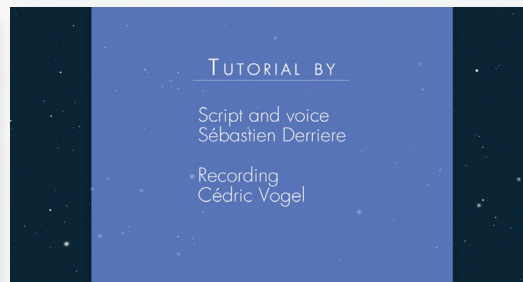 Tutorial by
Script and voice
Sébastien Derriere
Recording
Cédric Vogel